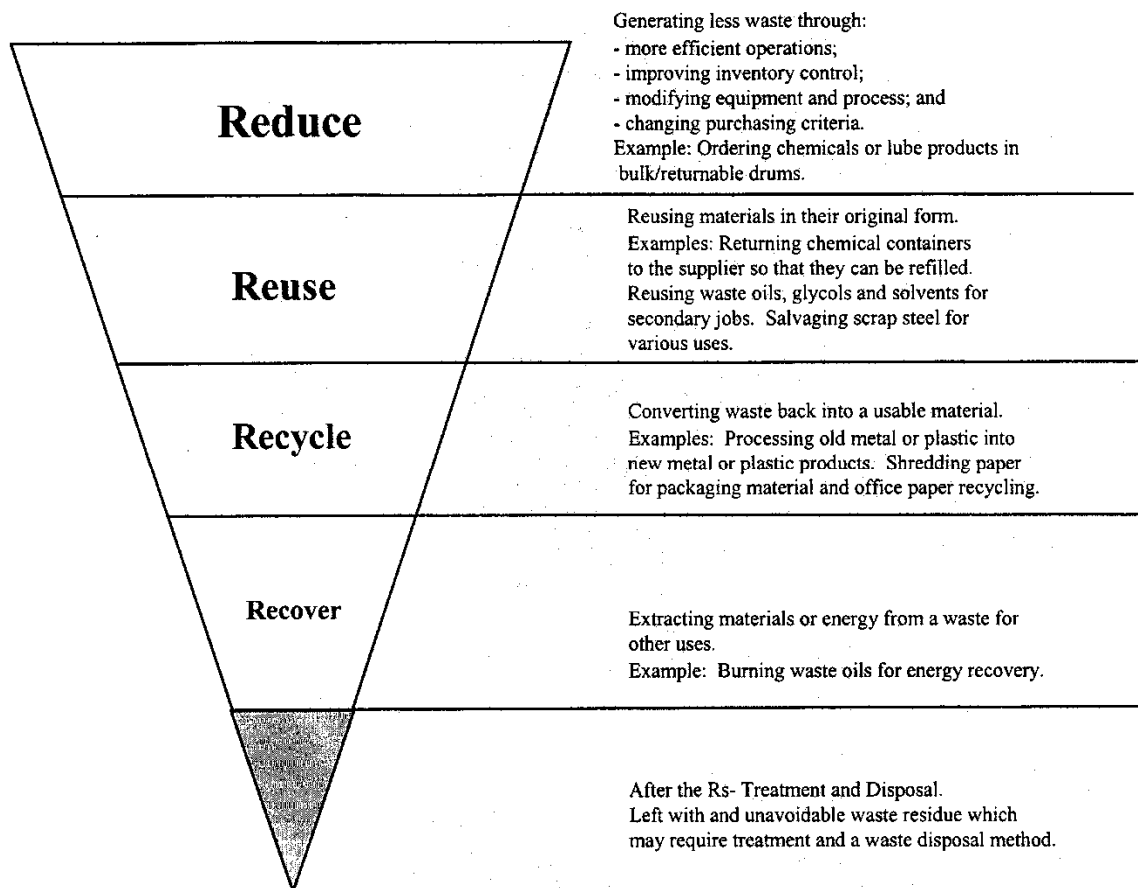 Reduce
Generating less waste through:
- more efficient operations;
- improving inventory control;
- modifying equipment and process; and
- changing purchasing criteria.
Example: Ordering chemicals or lube products in
bulk/returnable drums.
Reuse
Reusing materials in their original form.
Examples: Returning chemical containers
to the supplier so that they can be refilled.
Reusing waste oils, glycols and solvents for
secondary jobs. Salvaging scrap steel for
various uses.
Recycle
Converting waste back into a usable material.
Examples: Processing old metal or plastic into
new metal or plastic products. Shredding paper
for packaging material and office paper recycling.
Recover
Extracting materials or energy from a waste for
other uses.
Example: Burning waste oils for energy recovery.
After the Rs- Treatment and Disposal.
Left with and unavoidable waste residue which
may require treatment and a waste disposal method.